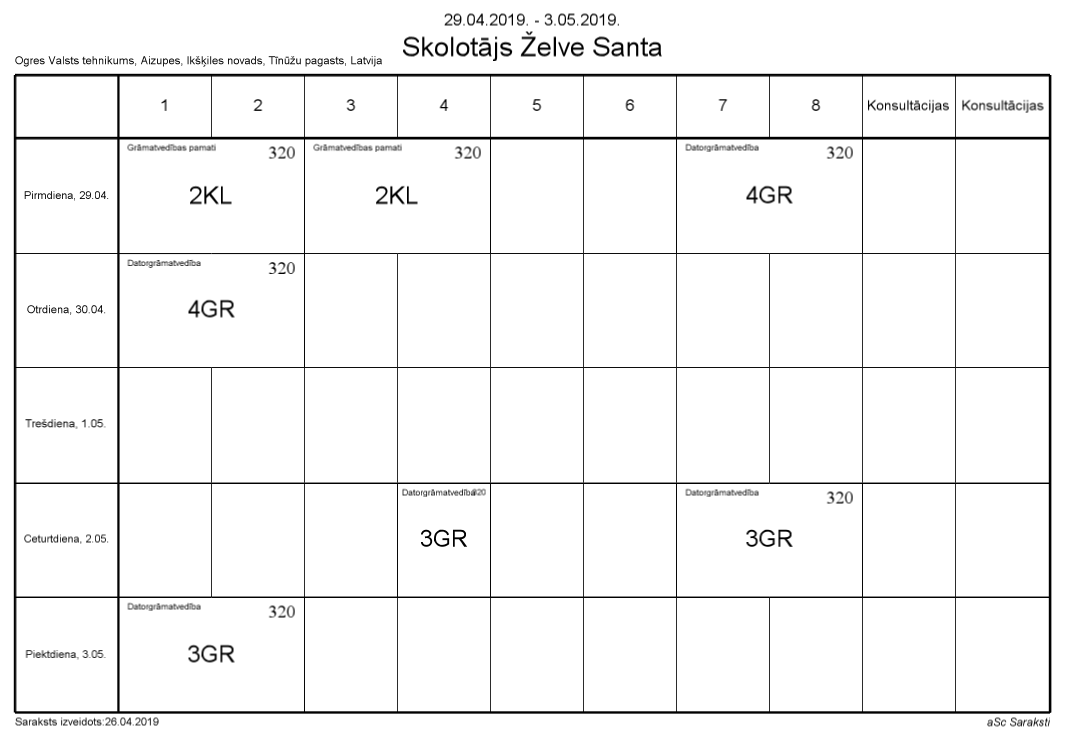 29.04.2019. - 3.05.2019.
Skolotājs Želve Santa
Ogres Valsts tehnikums, Aizupes, Ikšķiles novads, Tīnūžu pagasts, Latvija
1 2 3 4 5 6 7 8 Konsultācijas Konsultācijas
Grāmatvedības pamati 320 Grāmatvedības pamati 320 Datorgrāmatvedība 320
Pirmdiena, 29.04. 2KL 2KL 4GR
Datorgrāmatvedība 320
Otrdiena, 30.04. 4GR
Trešdiena, 1.05.
Datorgrāmatvedība 320 Datorgrāmatvedība 320
Ceturtdiena, 2.05. 3GR 3GR
Datorgrāmatvedība 320
Piektdiena, 3.05. 3GR
Saraksts izveidots:26.04.2019 aSc Saraksti